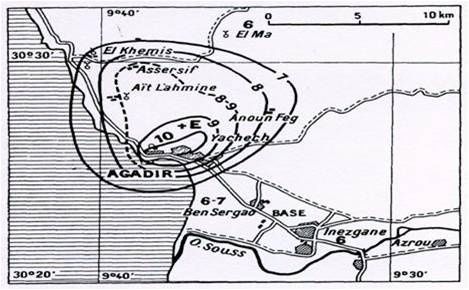 9°40'
6
El Ma
0 5 10 km
30°30'
El Khemis
Assersif
Aït Lahmine
7
8
8-9
Anoun Feg
9
10 + E
Yachech
AGADIR
6-7
Ben Sergao
BASE
Inezgane
6
Azrou
O. Souss
30°20'
9°40'
9°30'